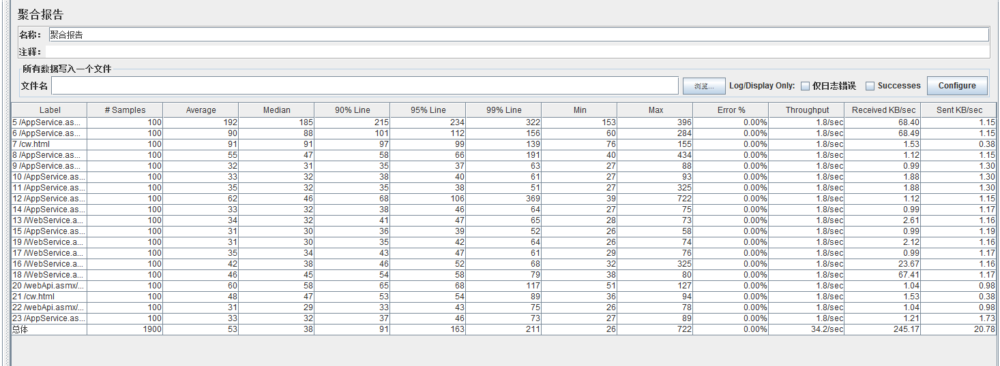 聚合报告
名称： 聚合报告
注释：
所有数据写入一个文件
文件名 浏览... Log/Display Only: 仅日志错误 Successes Configure
Label # Samples Average Median 90% Line 95% Line 99% Line Min Max Error % Throughput Received KB/sec Sent KB/sec
5 /AppService.as... 100 192 185 215 234 322 153 396 0.00% 1.8/sec 68.40 1.15
6 /AppService.as... 100 90 88 101 112 156 60 284 0.00% 1.8/sec 68.49 1.15
7 /cw.html 100 91 91 97 99 139 76 155 0.00% 1.8/sec 1.53 0.38
8 /AppService.as... 100 55 47 58 66 191 40 434 0.00% 1.8/sec 1.12 1.15
9 /AppService.as... 100 32 31 35 37 63 27 88 0.00% 1.8/sec 0.99 1.30
10 /AppService.as... 100 33 32 38 40 61 27 93 0.00% 1.8/sec 1.88 1.30
11 /AppService.as... 100 35 32 35 38 51 27 325 0.00% 1.8/sec 1.88 1.30
12 /AppService.as... 100 62 46 68 106 369 39 722 0.00% 1.8/sec 1.12 1.15
14 /AppService.as... 100 33 32 38 46 64 27 75 0.00% 1.8/sec 0.99 1.17
13 /WebService.a... 100 34 32 41 47 65 28 73 0.00% 1.8/sec 2.61 1.16
15 /AppService.as... 100 31 30 36 39 52 26 58 0.00% 1.8/sec 0.99 1.19
19 /WebService.a... 100 31 30 35 42 64 26 74 0.00% 1.8/sec 2.12 1.16
17 /WebService.a... 100 35 34 43 47 61 29 76 0.00% 1.8/sec 0.99 1.17
16 /WebService.a... 100 42 38 46 52 68 32 325 0.00% 1.8/sec 23.67 1.16
18 /WebService.a... 100 46 45 54 58 79 38 80 0.00% 1.8/sec 67.41 1.17
20 /webApi.asmx/... 100 60 58 65 68 117 51 127 0.00% 1.8/sec 1.04 0.98
21 /cw.html 100 48 47 53 54 89 36 94 0.00% 1.8/sec 1.53 0.38
22 /webApi.asmx/... 100 31 29 33 43 75 26 78 0.00% 1.8/sec 1.04 0.98
23 /AppService.as... 100 33 32 37 46 73 27 89 0.00% 1.8/sec 1.21 1.73
总体 1900 53 38 91 163 211 26 722 0.00% 34.2/sec 245.17 20.78